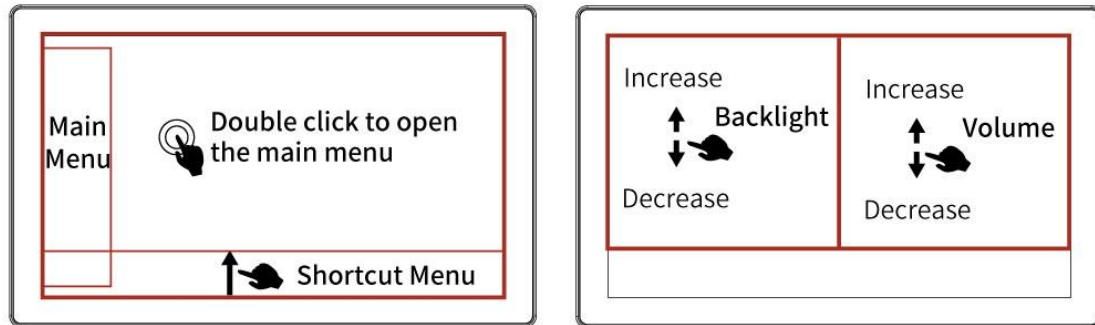 Main
Menu
Double click to open
the main menu
Shortcut Menu
Increase
Backlight
Decrease
Increase
Volume
Decrease